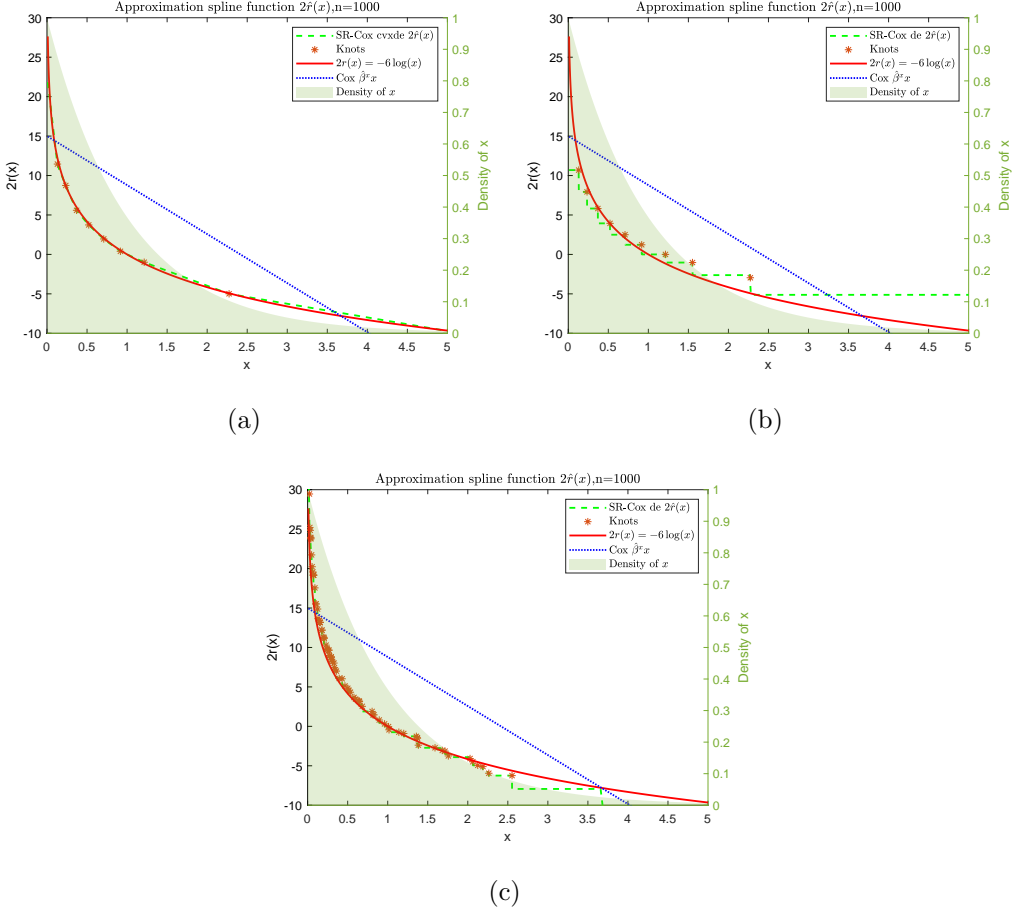 Approximation spline function 2r̂(x),n=1000
30
25
20
15
10
5
0
-5
-10
2r(x)
0 0.5 1 1.5 2 2.5 3 3.5 4 4.5 5
x
1
0.9
0.8
0.7
0.6
0.5
0.4
0.3
0.2
0.1
0
Density of x
SR-Cox cvxde 2r̂(x)
Knots
2r(x) = −6 log(x)
Cox β̂ᵗx
Density of x
(a)
Approximation spline function 2r̂(x),n=1000
30
25
20
15
10
5
0
-5
-10
2r(x)
0 0.5 1 1.5 2 2.5 3 3.5 4 4.5 5
x
1
0.9
0.8
0.7
0.6
0.5
0.4
0.3
0.2
0.1
0
Density of x
SR-Cox de 2r̂(x)
Knots
2r(x) = −6 log(x)
Cox β̂ᵗx
Density of x
(b)
Approximation spline function 2r̂(x),n=1000
30
25
20
15
10
5
0
-5
-10
2r(x)
0 0.5 1 1.5 2 2.5 3 3.5 4 4.5 5
x
1
0.9
0.8
0.7
0.6
0.5
0.4
0.3
0.2
0.1
0
Density of x
SR-Cox de 2r̂(x)
Knots
2r(x) = −6 log(x)
Cox β̂ᵗx
Density of x
(c)